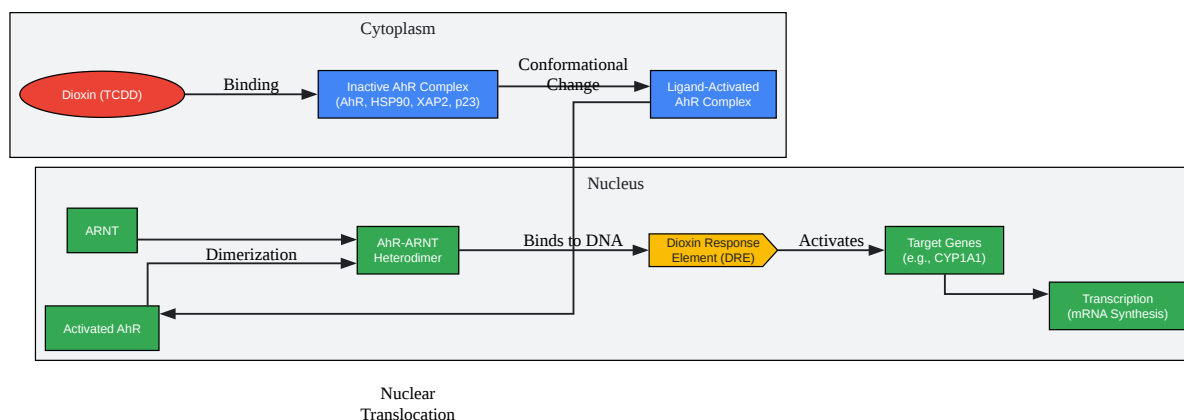 Cytoplasm
Dioxin (TCDD)
Binding
Inactive AhR Complex
(AhR, HSP90, XAP2, p23)
Conformational
Change
Ligand-Activated
AhR Complex
Nucleus
ARNT
Dimerization
AhR-ARNT
Heterodimer
Binds to DNA
Dioxin Response
Element (DRE)
Activates
Target Genes
(e.g., CYP1A1)
Activated AhR
Transcription
(mRNA Synthesis)
Nuclear
Translocation